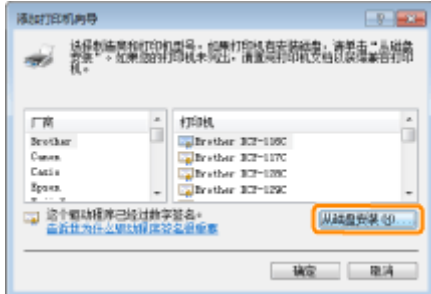 添加打印机向导
选择制造商和打印机型号。如果打印机有安装磁盘，请单击“从磁盘
安装”。如果您的打印机未列出，请查阅打印机文档以获得兼容打印
机。
厂商
打印机
Brother
Canon
Casio
Epson
Brother DCP-116C
Brother DCP-117C
Brother DCP-128C
Brother DCP-129C
这个驱动程序已经过数字签名。
告诉我为什么驱动程序签名很重要
从磁盘安装(H)...
确定
取消